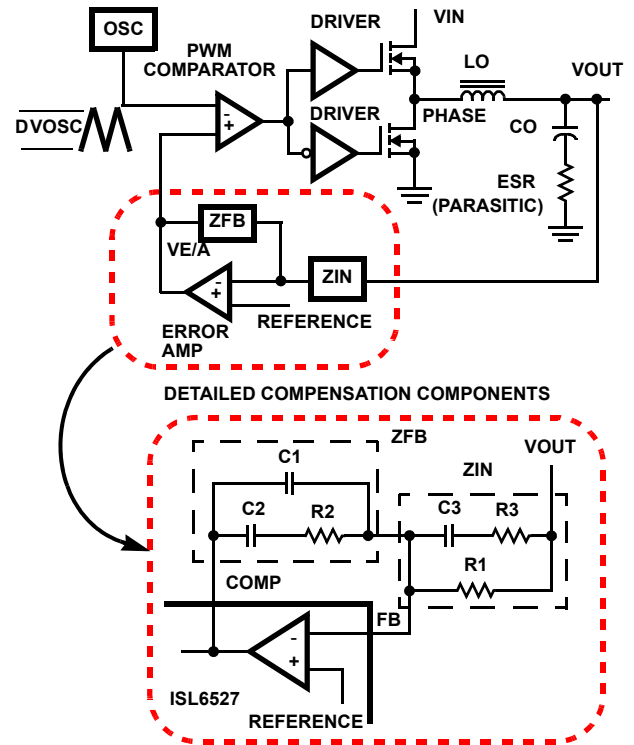 OSC
PWM
COMPARATOR
DRIVER
VIN
LO
VOUT
DVOSC
-
+
DRIVER
PHASE
CO
ESR
(PARASITIC)
ZFB
VE/A
ZIN
-
+
REFERENCE
ERROR
AMP
DETAILED COMPENSATION COMPONENTS
ZFB
VOUT
C1
ZIN
C2
R2
C3
R3
R1
COMP
FB
-
+
ISL6527
REFERENCE